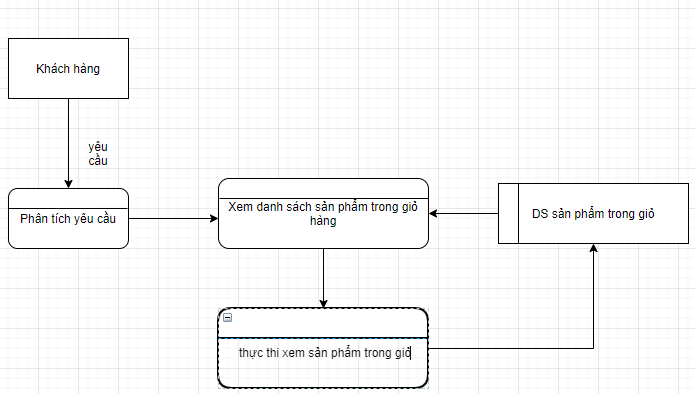 Khách hàng
yêu
cầu
Phân tích yêu cầu
Xem danh sách sản phẩm trong giỏ
hàng
DS sản phẩm trong giỏ
thực thi xem sản phẩm trong giỏ